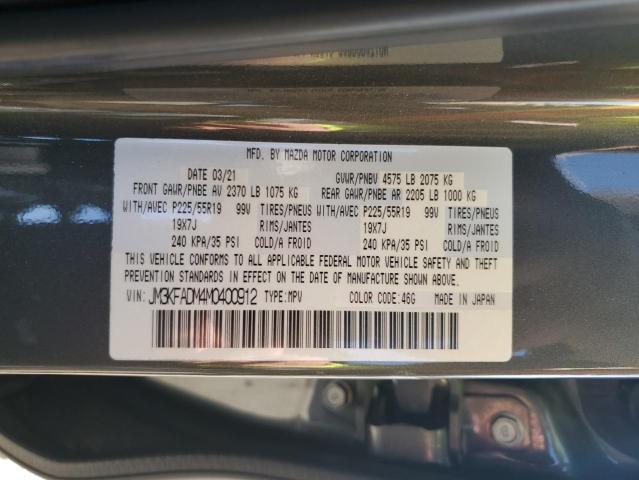 MFD. BY MAZDA MOTOR CORPORATION
DATE 03/21 GVWR/PNBV 4575 LB 2075 KG
FRONT GAWR/PNBE AV 2370 LB 1075 KG REAR GAWR/PNBE AR 2205 LB 1000 KG
WITH/AVEC P225/55R19 99V TIRES/PNEUS WITH/AVEC P225/55R19 99V TIRES/PNEUS
19X7J RIMS/JANTES 19X7J RIMS/JANTES
240 KPA/35 PSI COLD/A FROID 240 KPA/35 PSI COLD/A FROID
THIS VEHICLE CONFORMS TO ALL APPLICABLE FEDERAL MOTOR VEHICLE SAFETY AND THEFT
PREVENTION STANDARDS IN EFFECT ON THE DATE OF MANUFACTURE SHOWN ABOVE.
VIN: JM3KFADM4M0400912 TYPE:MPV COLOR CODE:46G MADE IN JAPAN